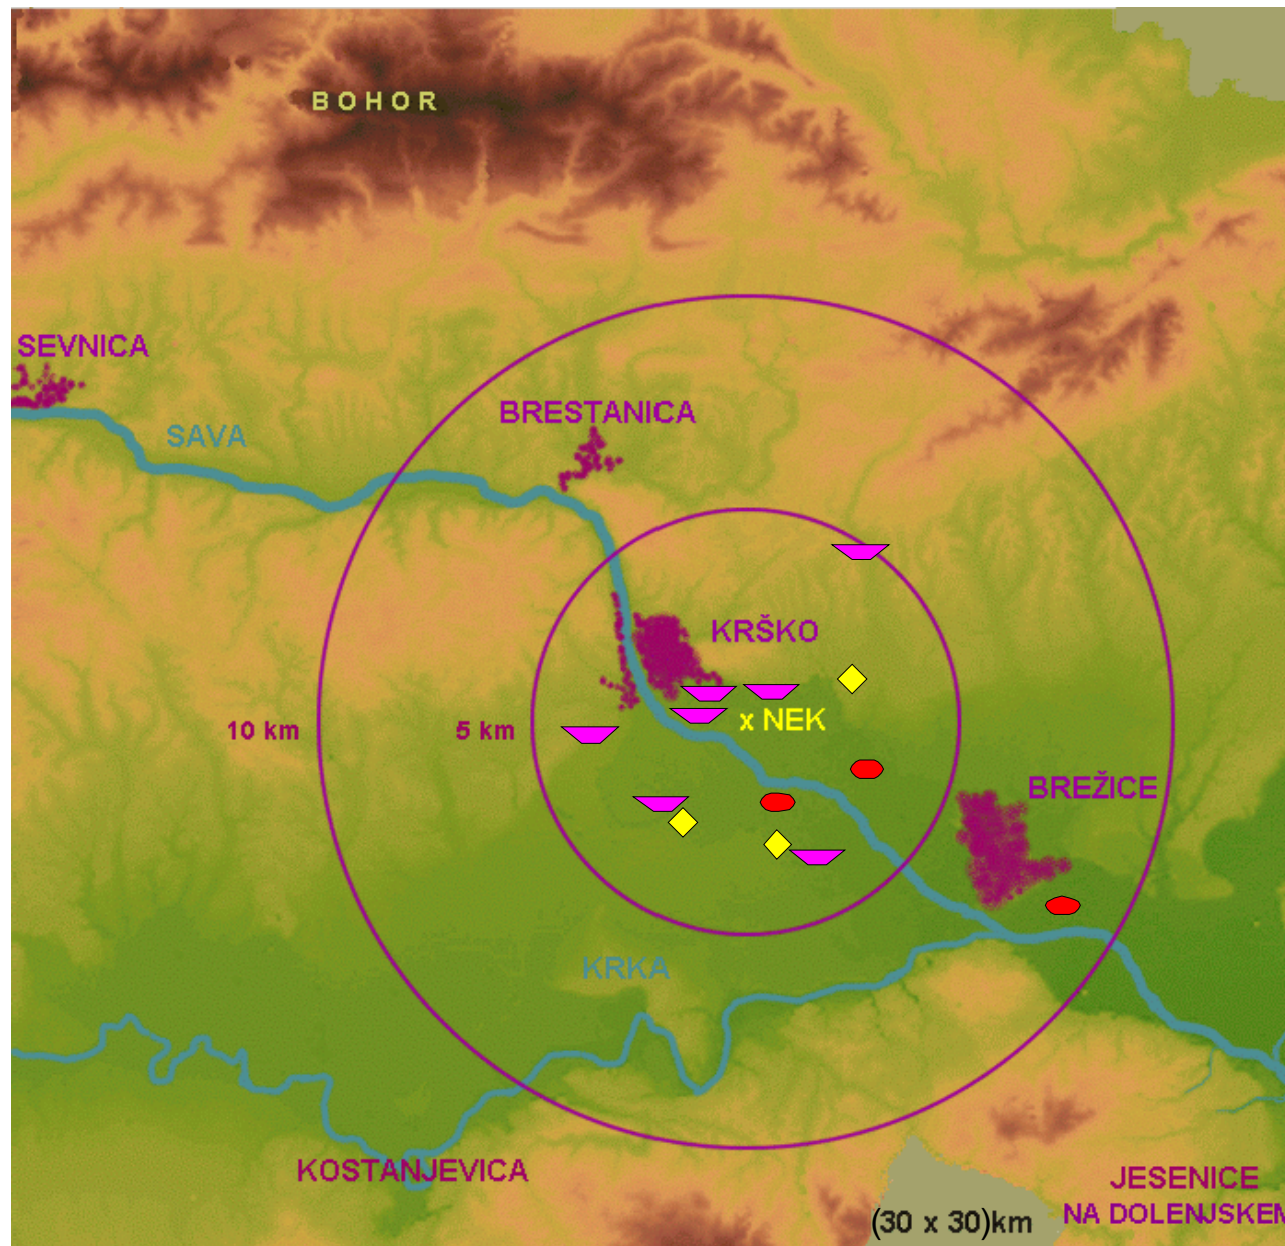 BOHOR
SEVNICA
BRESTANICA
SAVA
KRŠKO
10 km
5 km
x NEK
BREŽICE
KRKA
KOSTANJEVICA
JESENICE
NA DOLENJSKEM
(30 x 30)km